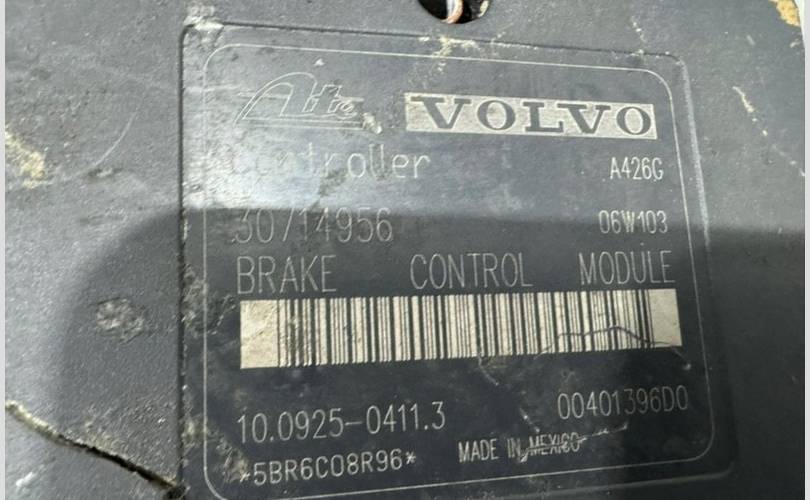 Ate VOLVO
Controller A426G
30714956 06W103
BRAKE CONTROL MODULE
10.0925-0411.3 00401396D0
*5BR6C08R96* MADE IN MEXICO